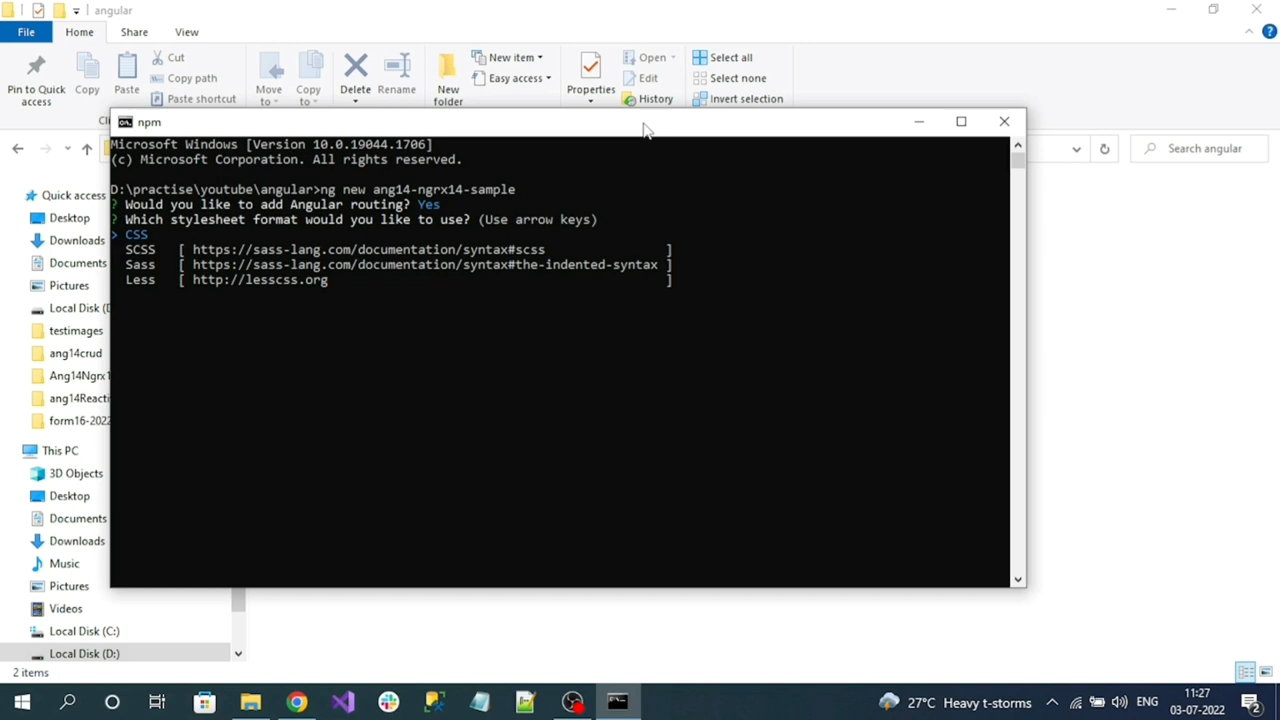 angular
File
Home
Share
View
Pin to Quick access
Copy
Paste
Cut
Copy path
Paste shortcut
Move to
Copy to
Delete
Rename
New folder
New item
Easy access
Properties
Open
Edit
History
Select all
Select none
Invert selection
npm
Search angular
Microsoft Windows [Version 10.0.19044.1706]
(c) Microsoft Corporation. All rights reserved.
D:\practise\youtube\angular>ng new ang14-ngrx14-sample
? Would you like to add Angular routing? Yes
? Which stylesheet format would you like to use? (Use arrow keys)
> CSS
SCSS [ https://sass-lang.com/documentation/syntax#scss ]
Sass [ https://sass-lang.com/documentation/syntax#the-indented-syntax ]
Less [ http://lesscss.org ]
Quick access
Desktop
Downloads
Documents
Pictures
Local Disk (
testimages
ang14crud
Ang14Ngrx1
ang14Reacti
form16-2022
This PC
3D Objects
Desktop
Documents
Downloads
Music
Pictures
Videos
Local Disk (C:)
Local Disk (D:)
2 items
27°C Heavy t-storms
ENG
11:27
03-07-2022
2